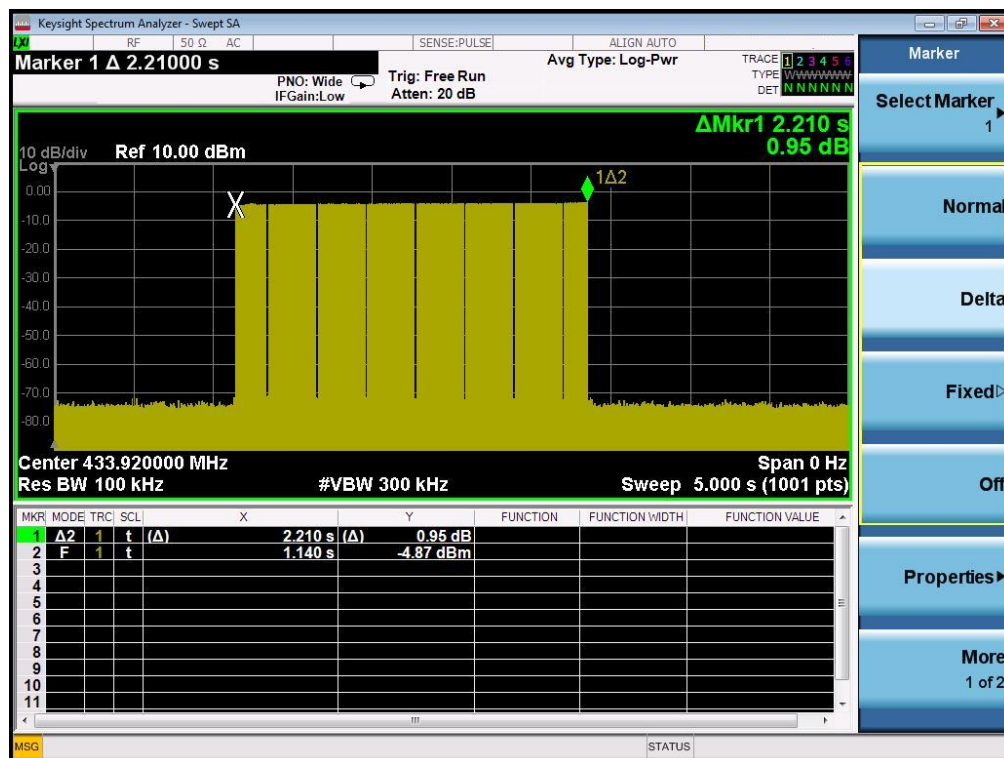 Keysight Spectrum Analyzer - Swept SA
LXI RF 50 Ω AC SENSE:PULSE ALIGN AUTO
Marker 1 Δ 2.21000 s
PNO: Wide
IFGain:Low
Trig: Free Run
Atten: 20 dB
Avg Type: Log-Pwr
TRACE 1 2 3 4 5 6
TYPE WWWWWW
DET N N N N N N
ΔMkr1 2.210 s
0.95 dB
10 dB/div Ref 10.00 dBm
Log
1Δ2
0.00
-10.0
-20.0
-30.0
-40.0
-50.0
-60.0
-70.0
-80.0
Center 433.920000 MHz Span 0 Hz
Res BW 100 kHz #VBW 300 kHz Sweep 5.000 s (1001 pts)
MKR MODE TRC SCL X Y FUNCTION FUNCTION WIDTH FUNCTION VALUE
1 Δ2 1 t (Δ) 2.210 s (Δ) 0.95 dB
2 F 1 t 1.140 s -4.87 dBm
3
4
5
6
7
8
9
10
11
MSG STATUS
Marker
Select Marker
1
Normal
Delta
Fixed
Off
Properties
More
1 of 2